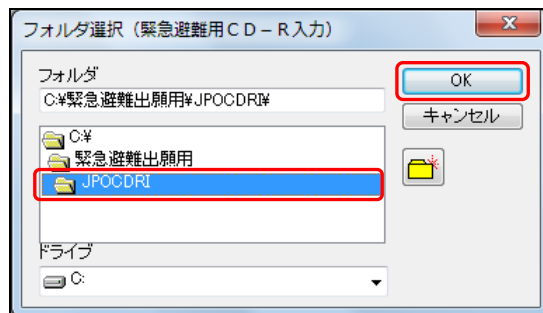 フォルダ選択（緊急避難用ＣＤ－Ｒ入力）
フォルダ
C:¥緊急避難出願用¥JPOCDRI¥
OK
キャンセル
C:¥
緊急避難出願用
JPOCDRI
ドライブ
C: